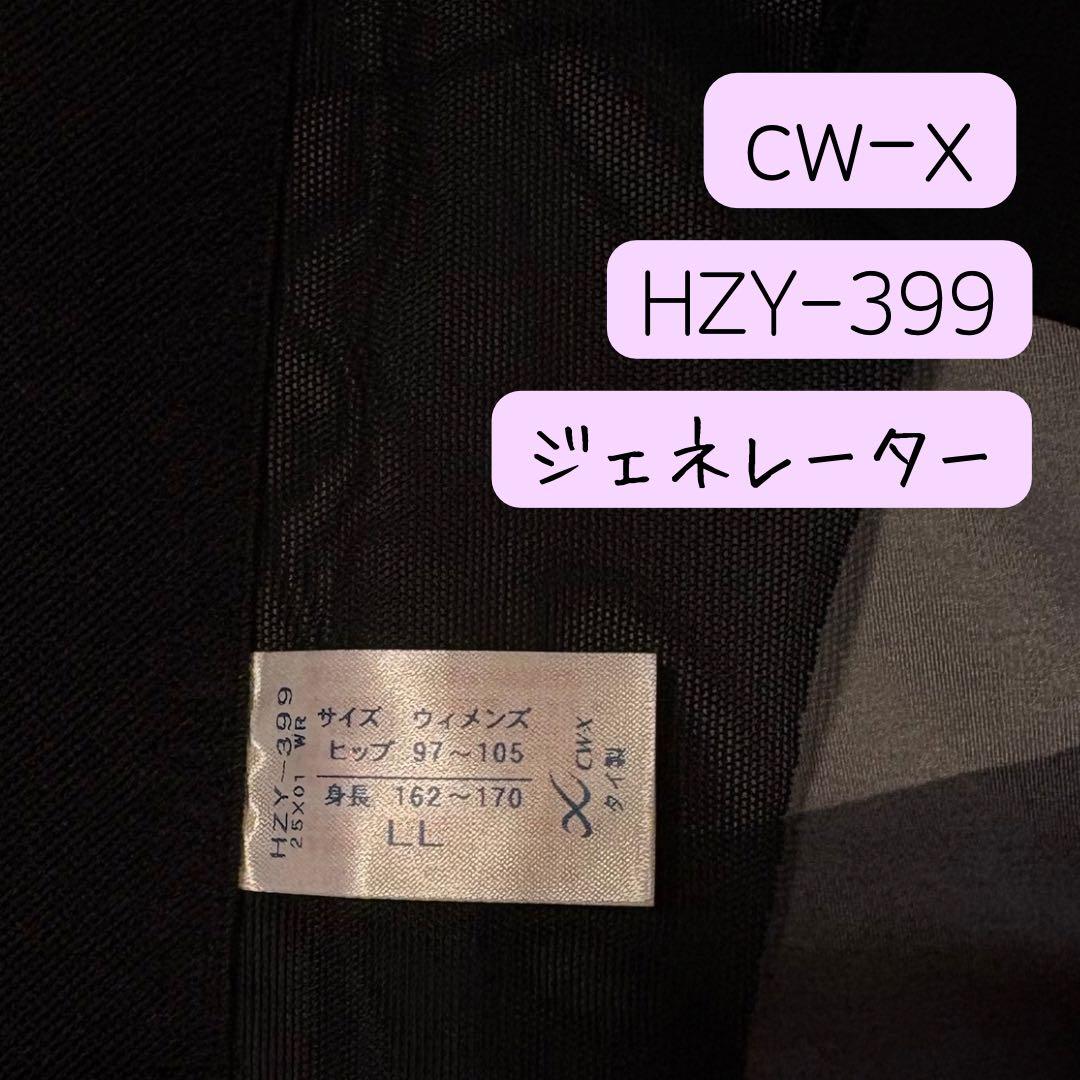 CW-X
HZY-399
ジェネレーター
HZY-399
25X01 WR
サイズ ウィメンズ
ヒップ 97～105
身長 162～170
LL
CW-X
タイ製